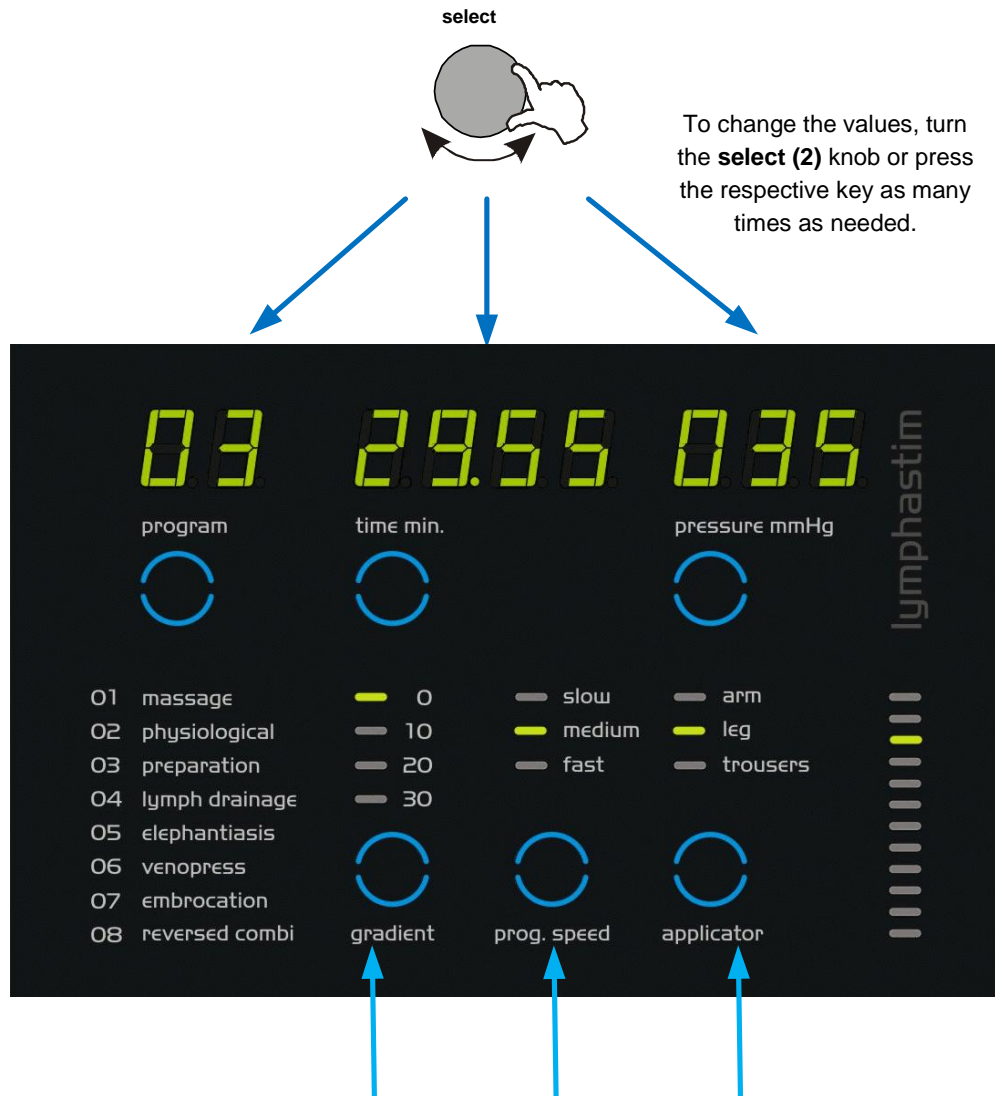 select
To change the values, turn
the select (2) knob or press
the respective key as many
times as needed.
03 29.55 035
program time min. pressure mmHg
lymphastim
01 massage 0 slow arm
02 physiological 10 medium leg
03 preparation 20 fast trousers
04 lymph drainage 30
05 elephantiasis
06 venopress
07 embrocation
08 reversed combi gradient prog. speed applicator